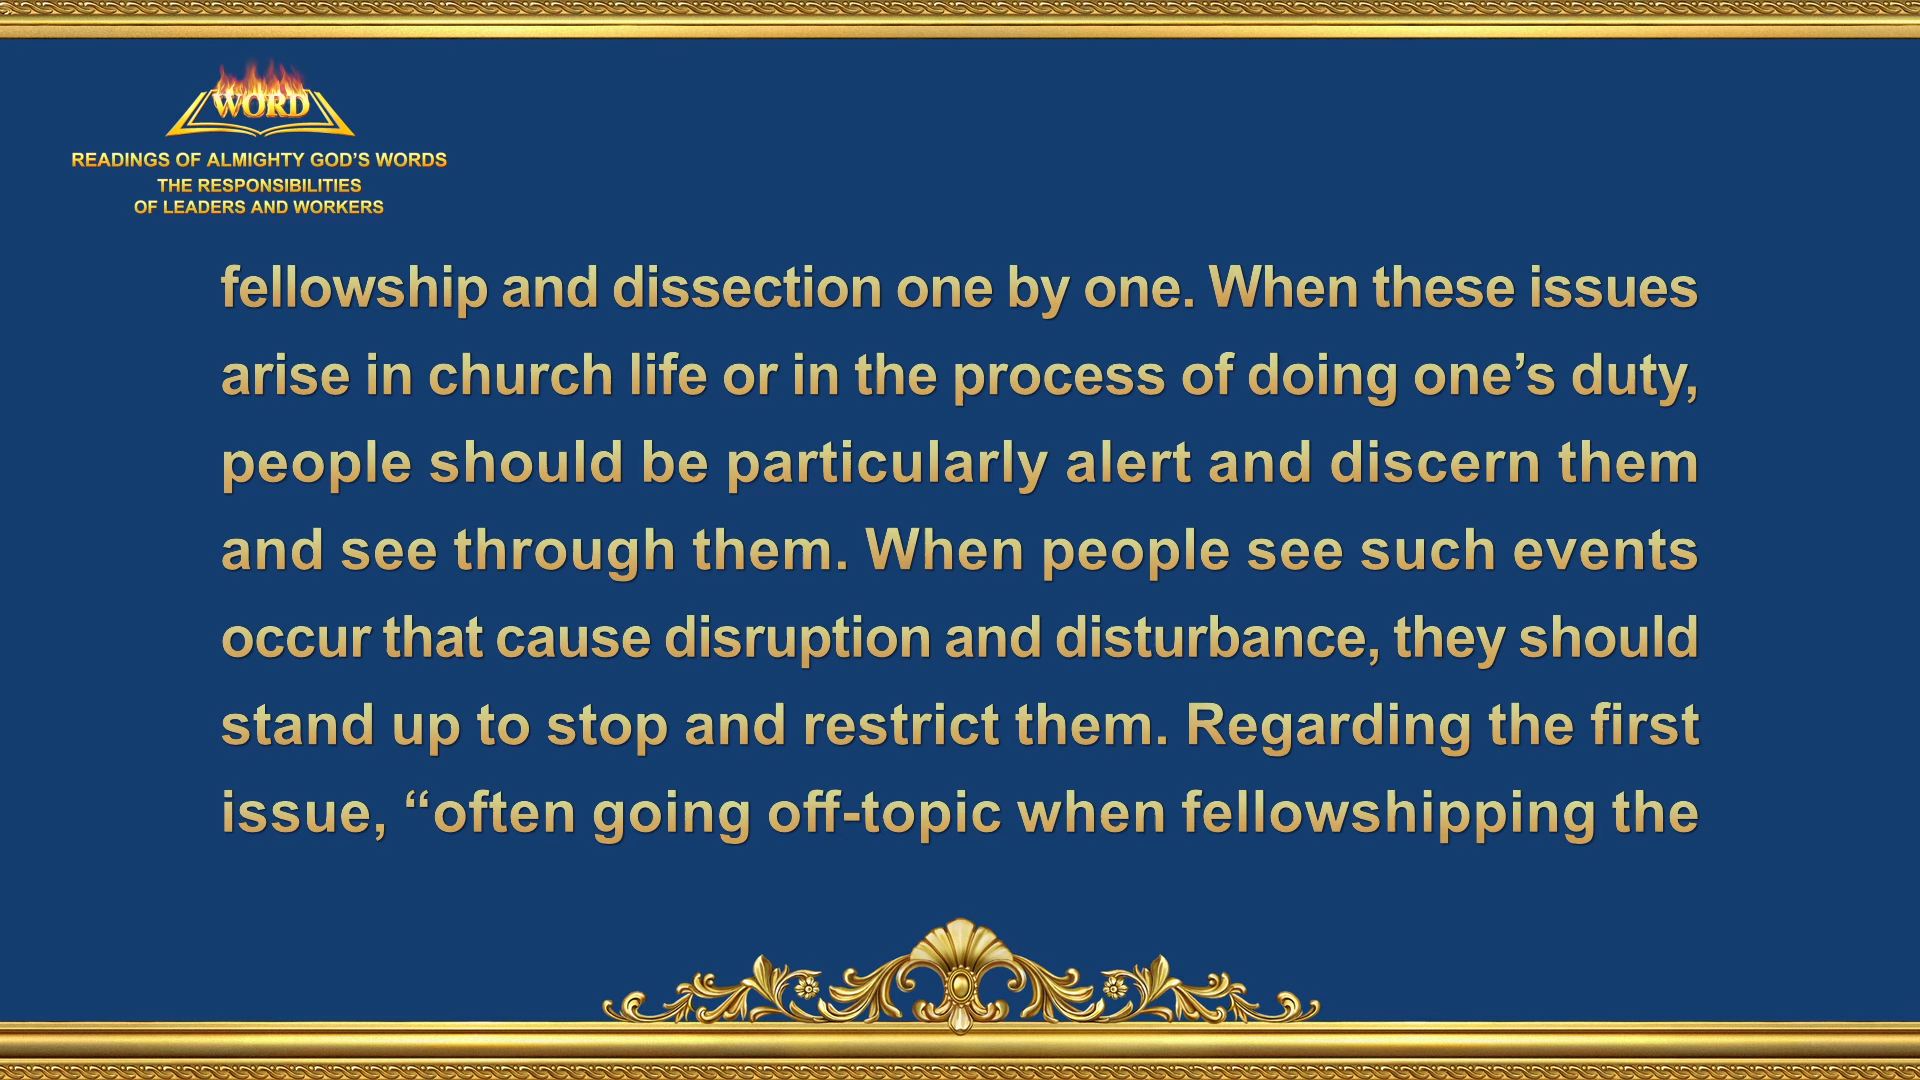 WORD
READINGS OF ALMIGHTY GOD’S WORDS
THE RESPONSIBILITIES
OF LEADERS AND WORKERS
fellowship and dissection one by one. When these issues
arise in church life or in the process of doing one’s duty,
people should be particularly alert and discern them
and see through them. When people see such events
occur that cause disruption and disturbance, they should
stand up to stop and restrict them. Regarding the first
issue, “often going off-topic when fellowshipping the